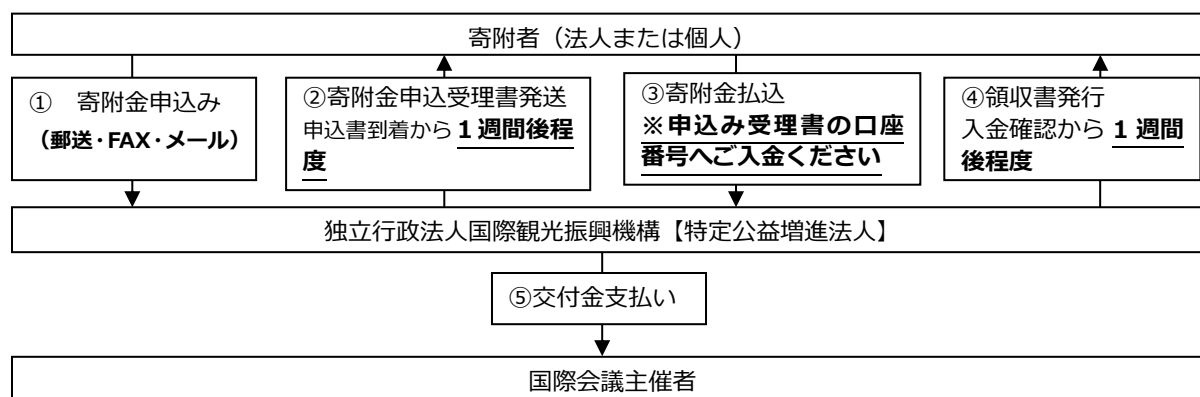 寄附者（法人または個人）
① 寄附金申込み
（郵送・FAX・メール）
②寄附金申込受理書発送
申込書到着から 1 週間後程
度
③寄附金払込
※申込み受理書の口座
番号へご入金ください
④領収書発行
入金確認から 1 週間
後程度
独立行政法人国際観光振興機構【特定公益増進法人】
⑤交付金支払い
国際会議主催者